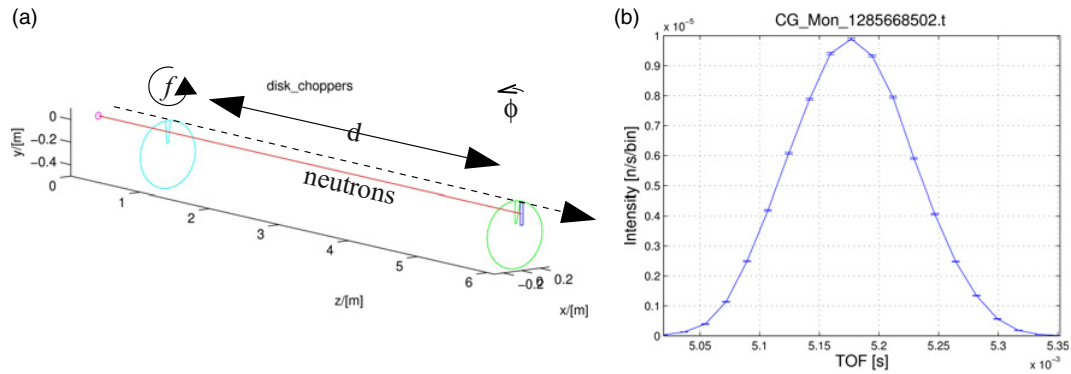 (a)
disk_choppers
f
ϕ
d
neutrons
y/[m]
0
−0.2
−0.4
0
1
2
3
4
5
6
z/[m]
−0.2
0
0.2
x/[m]
(b)
CG_Mon_1285668502.t
x 10⁻⁵
1
0.9
0.8
0.7
0.6
0.5
0.4
0.3
0.2
0.1
0
Intensity [n/s/bin]
5.05 5.1 5.15 5.2 5.25 5.3 5.35
TOF [s]
x 10⁻³